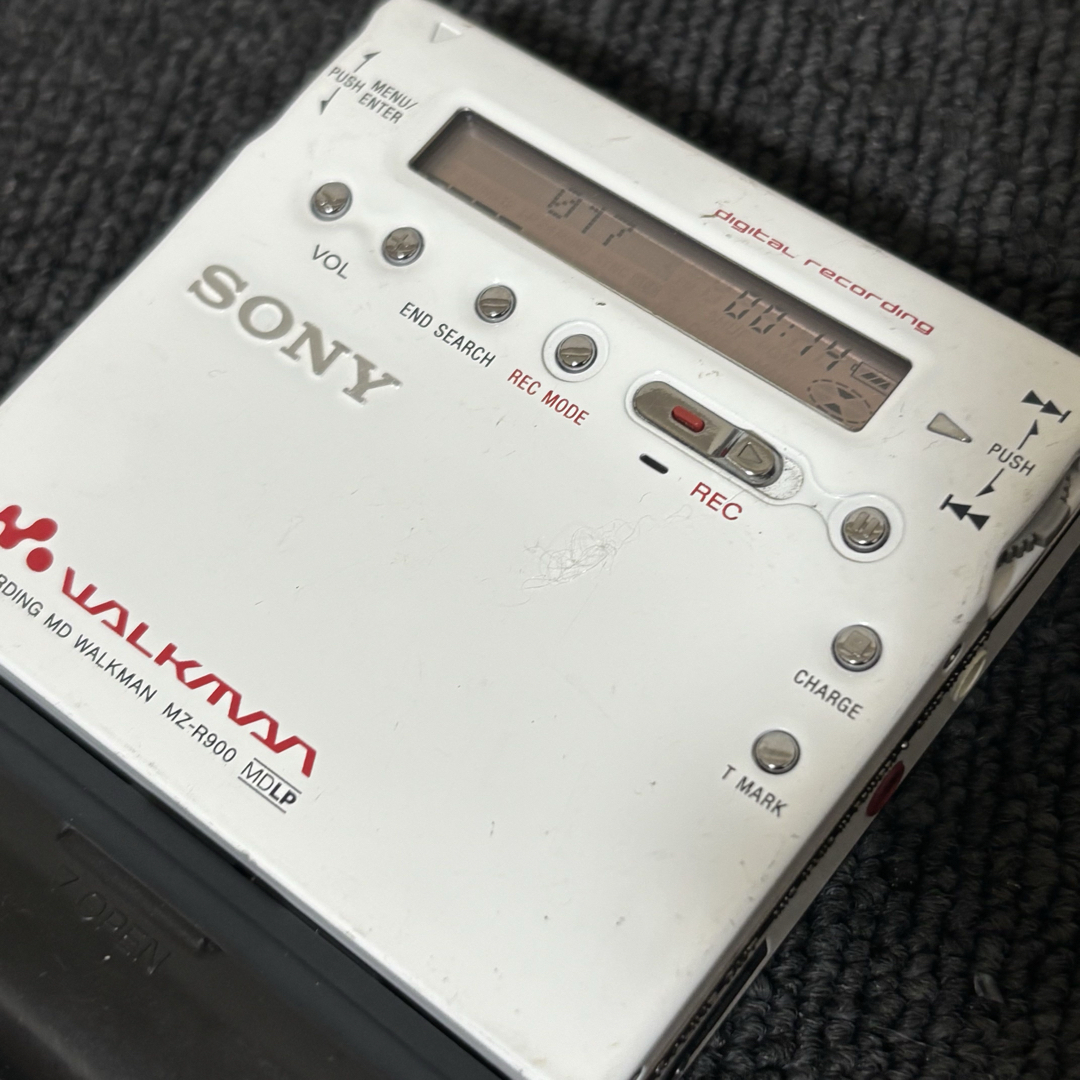 PUSH
MENU/
ENTER
077
digital recording
00:14
VOL
END SEARCH
REC MODE
SONY
REC
PUSH
WALKMAN
RDING MD WALKMAN MZ-R900 MDLP
CHARGE
T MARK
OPEN